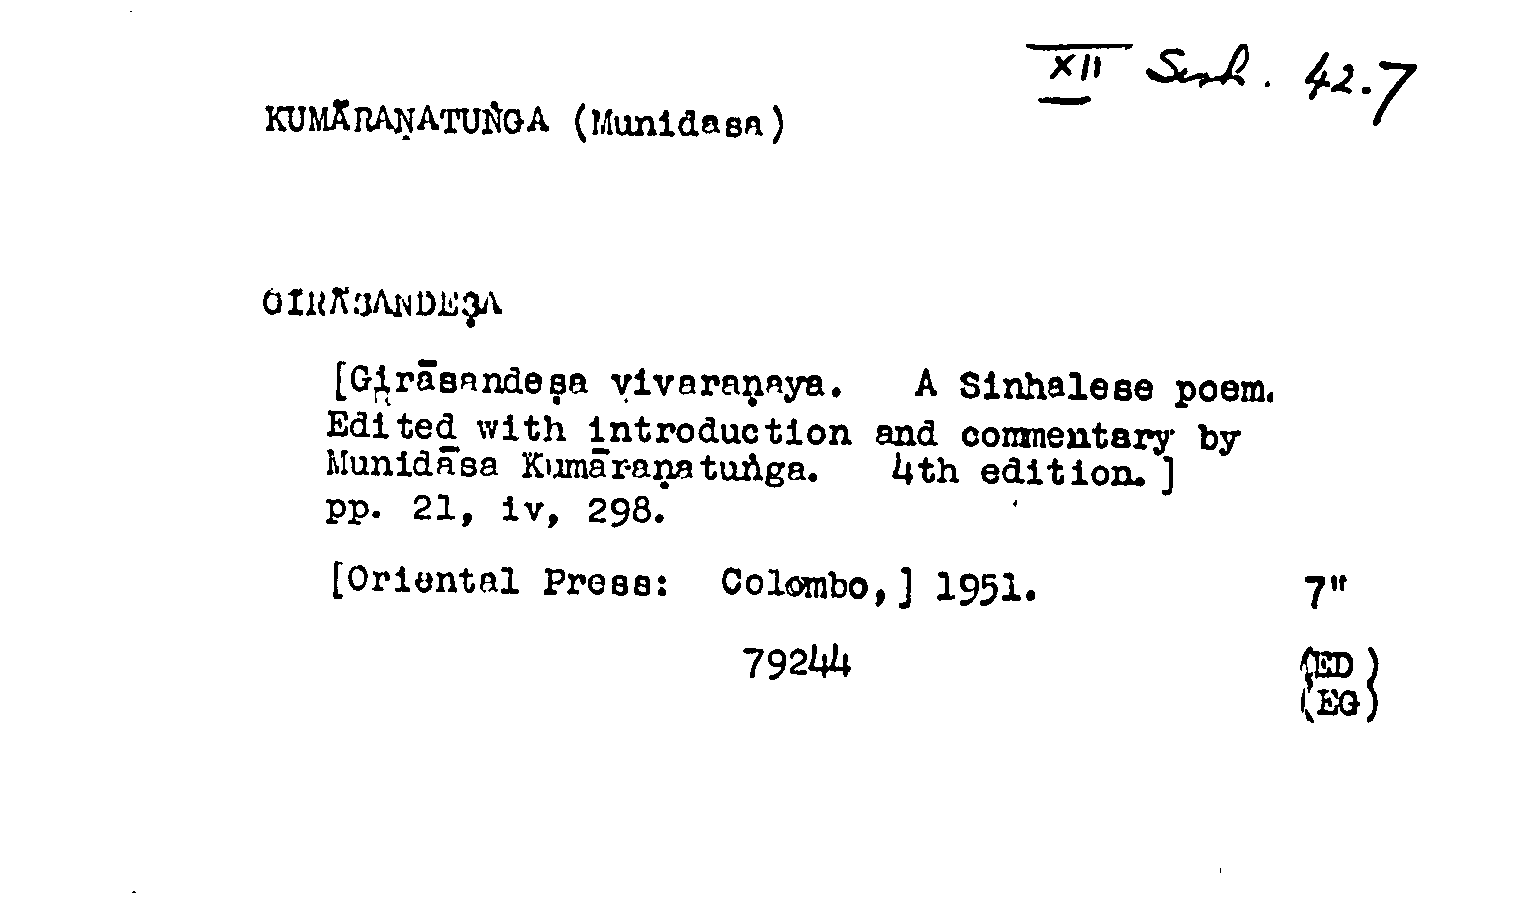 XII Sinh. 42.7
KUMĀRAṆATUṄGA (Munidasa)
GIRĀSANDEṢA
[Girāsandeṣa vivaraṇaya. A Sinhalese poem.
Edited with introduction and commentary by
Munidāsa Kumāraṇatuṅga. 4th edition.]
pp. 21, iv, 298.
[Oriental Press: Colombo,] 1951. 7"
79244 (ED)
(EG)